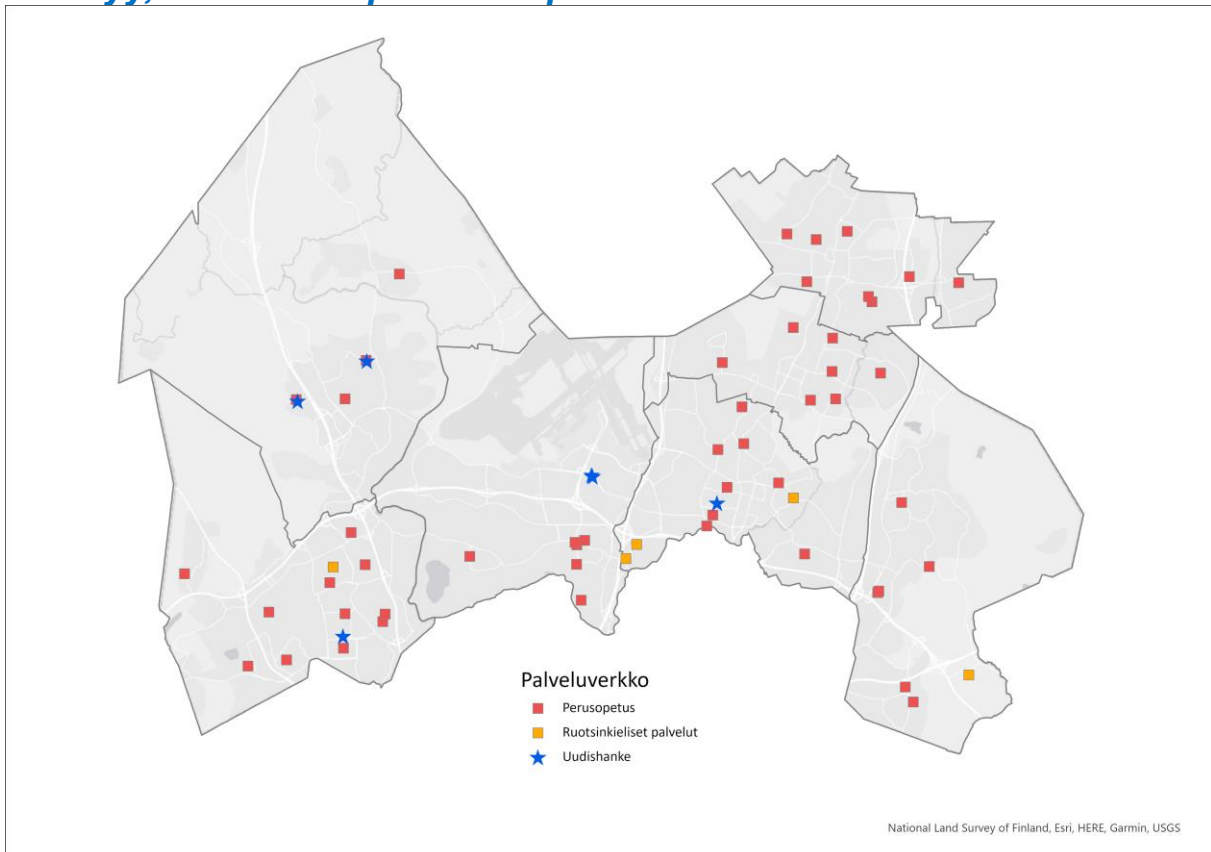 Palveluverkko
Perusopetus
Ruotsinkieliset palvelut
Uudishanke
National Land Survey of Finland, Esri, HERE, Garmin, USGS